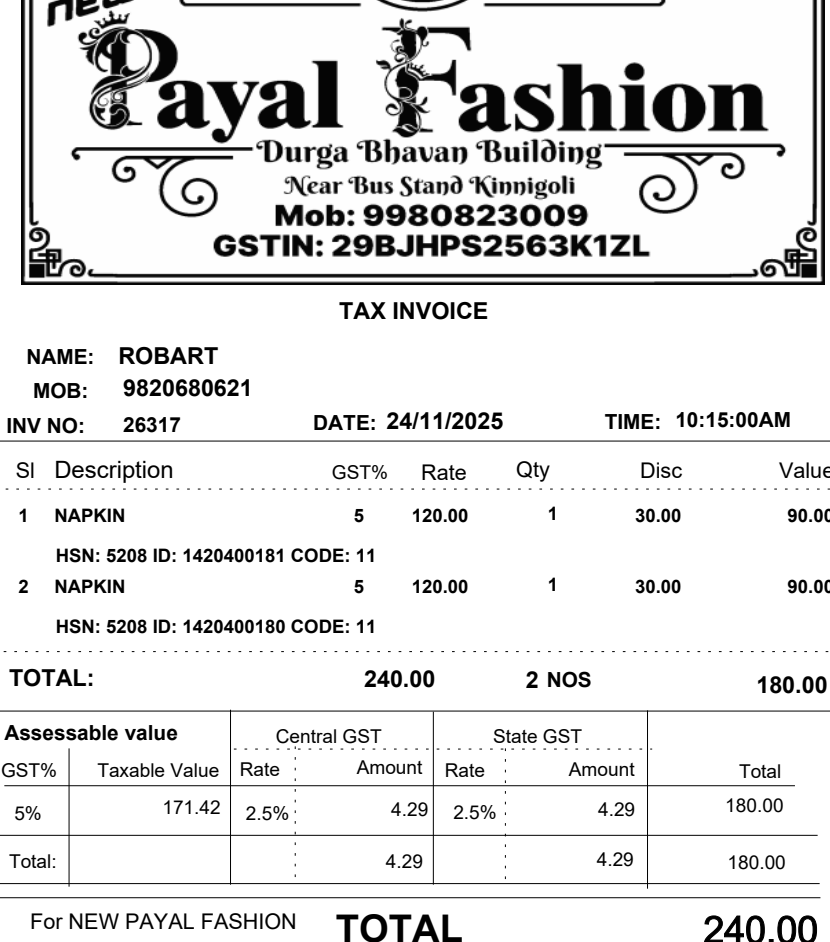 new
Payal Fashion
Durga Bhavan Building
Near Bus Stand Kinnigoli
Mob: 9980823009
GSTIN: 29BJHPS2563K1ZL
TAX INVOICE
NAME: ROBART
MOB: 9820680621
INV NO: 26317 DATE: 24/11/2025 TIME: 10:15:00AM
Sl Description GST% Rate Qty Disc Value
1 NAPKIN 5 120.00 1 30.00 90.00
HSN: 5208 ID: 1420400181 CODE: 11
2 NAPKIN 5 120.00 1 30.00 90.00
HSN: 5208 ID: 1420400180 CODE: 11
TOTAL: 240.00 2 NOS 180.00
Assessable value Central GST State GST
GST% Taxable Value Rate Amount Rate Amount Total
5% 171.42 2.5% 4.29 2.5% 4.29 180.00
Total: 4.29 4.29 180.00
For NEW PAYAL FASHION TOTAL 240.00